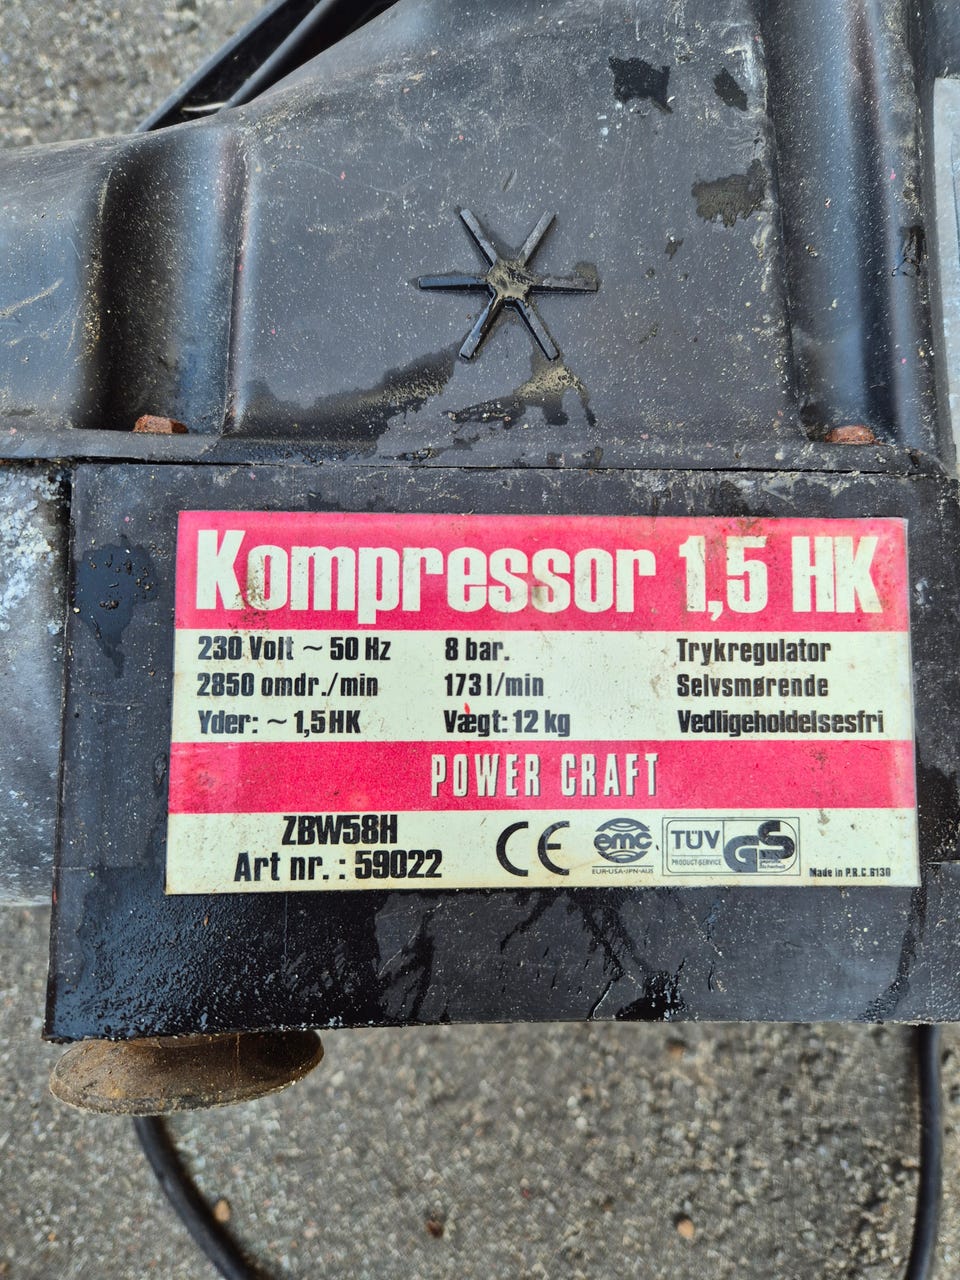 Kompressor 1,5 HK
230 Volt ~ 50 Hz 8 bar. Trykregulator
2850 omdr./min 173 l/min Selvsmørende
Yder: ~ 1,5 HK Vægt: 12 kg Vedligeholdelsesfri
POWER CRAFT
ZBW58H
Art nr. : 59022
CE
emc
EUR-USA-JPN-AUS
TÜV
PRODUCT SERVICE
GS
Made in P.R.C. 6130